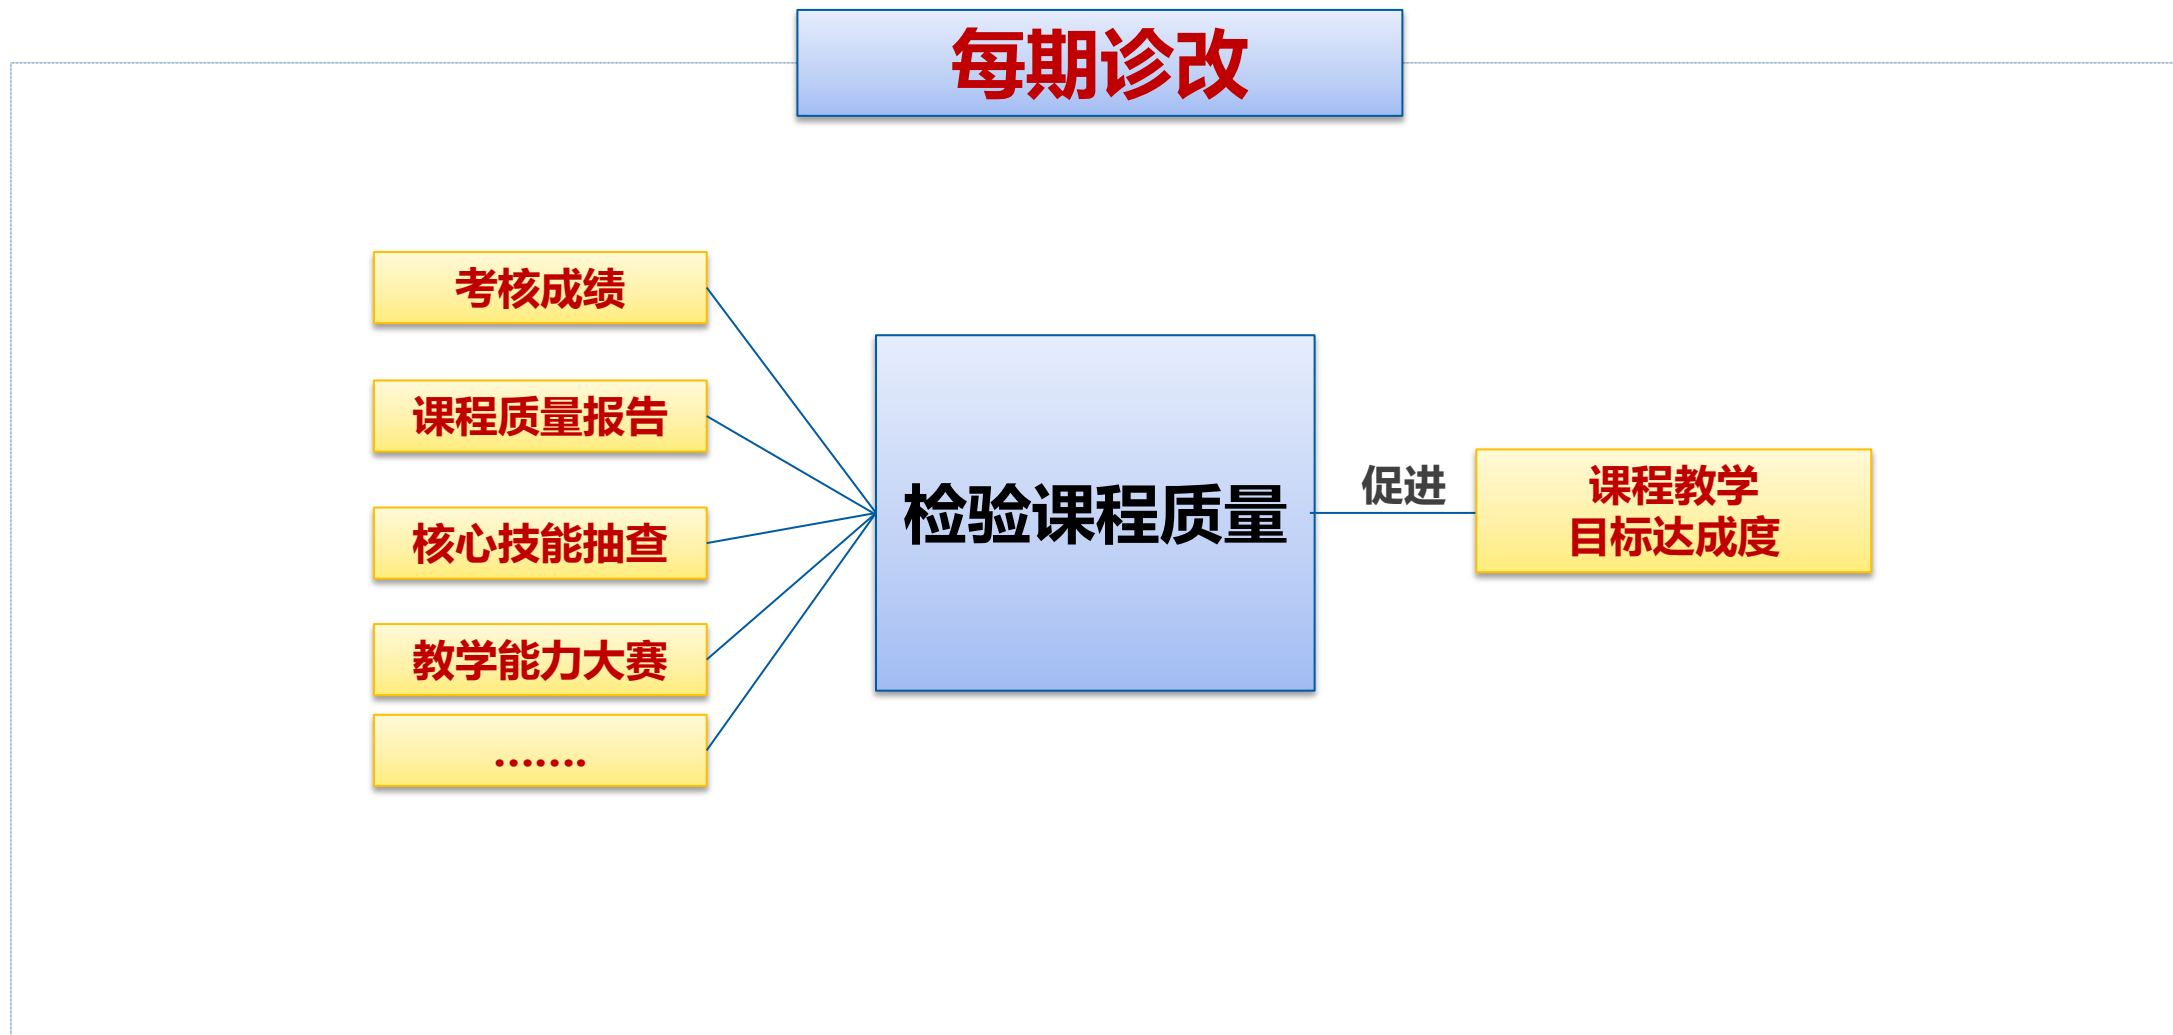 每期诊改
考核成绩
课程质量报告
核心技能抽查
教学能力大赛
.......
检验课程质量
促进
课程教学
目标达成度